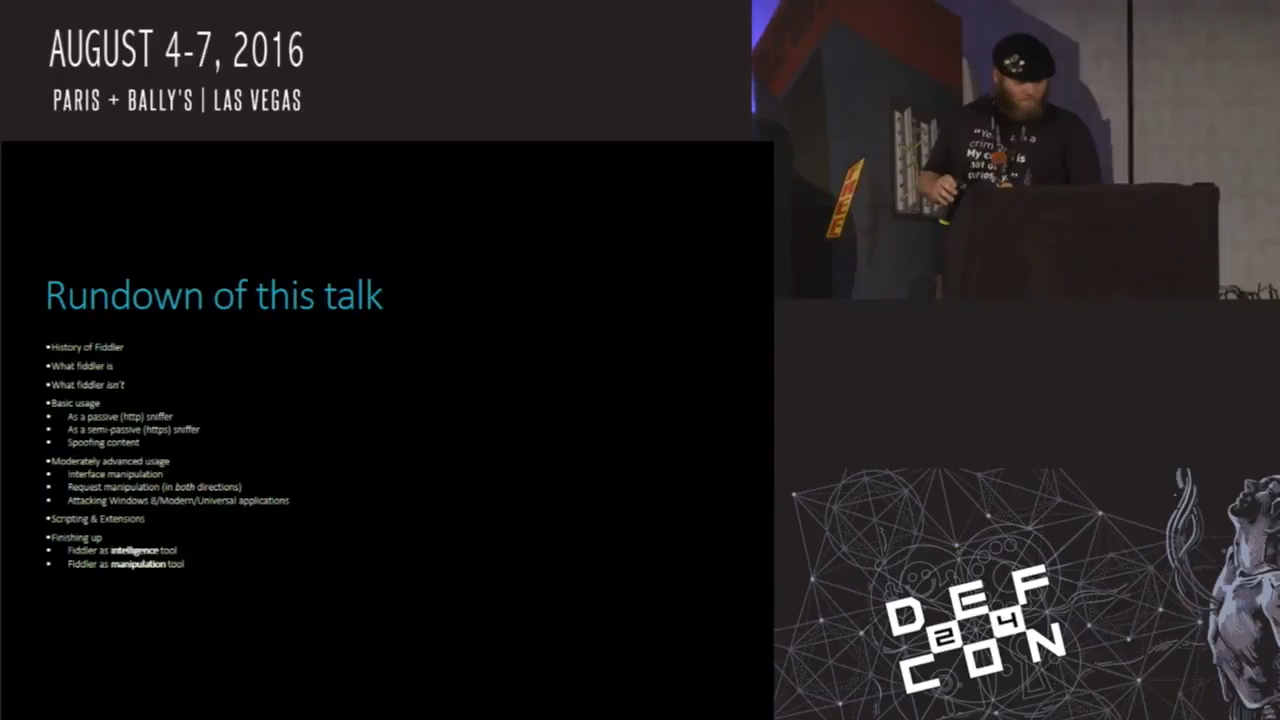 AUGUST 4-7, 2016
PARIS + BALLY'S | LAS VEGAS
Rundown of this talk
▪History of Fiddler
▪What fiddler is
▪What fiddler isn't
▪Basic usage
▪ As a passive (http) sniffer
▪ As a semi-passive (https) sniffer
▪ Spoofing content
▪Moderately advanced usage
▪ Interface manipulation
▪ Request manipulation (in both directions)
▪ Attacking Windows 8/Modern/Universal applications
▪Scripting & Extensions
▪Finishing up
▪ Fiddler as intelligence tool
▪ Fiddler as manipulation tool
My is
DEF
24
CON